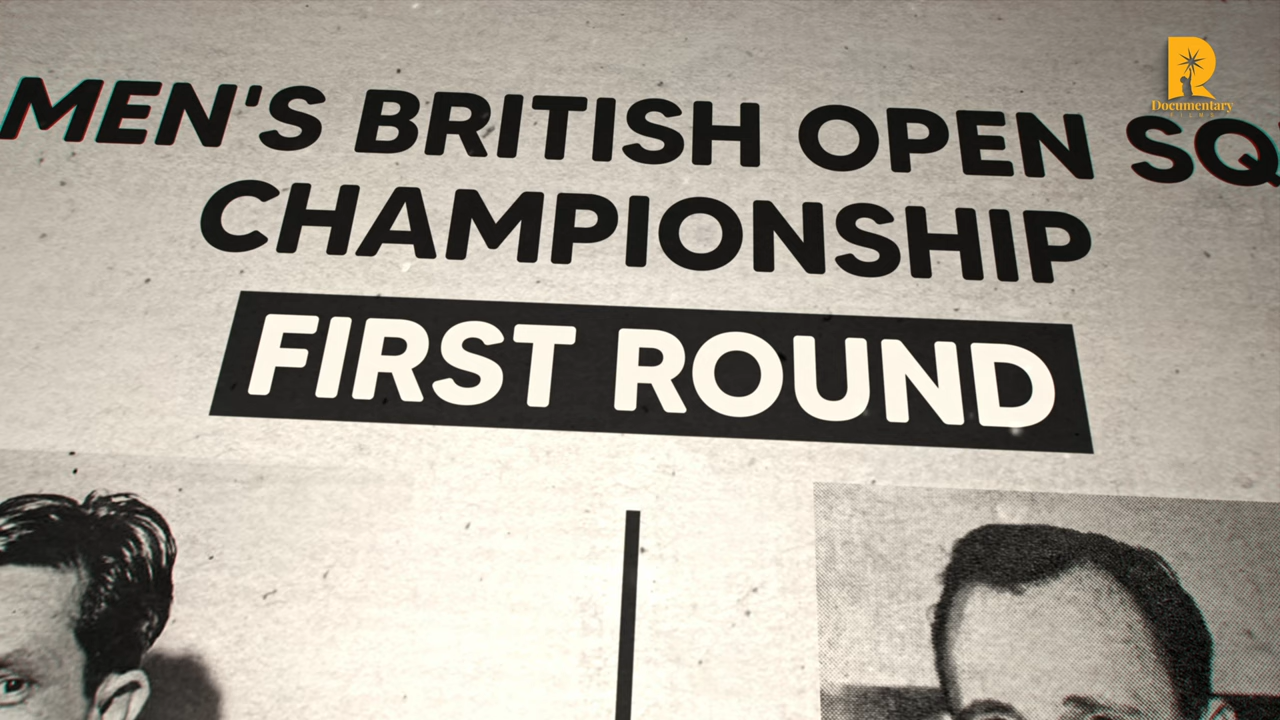 MEN'S BRITISH OPEN SQ
CHAMPIONSHIP
FIRST ROUND
Documentary